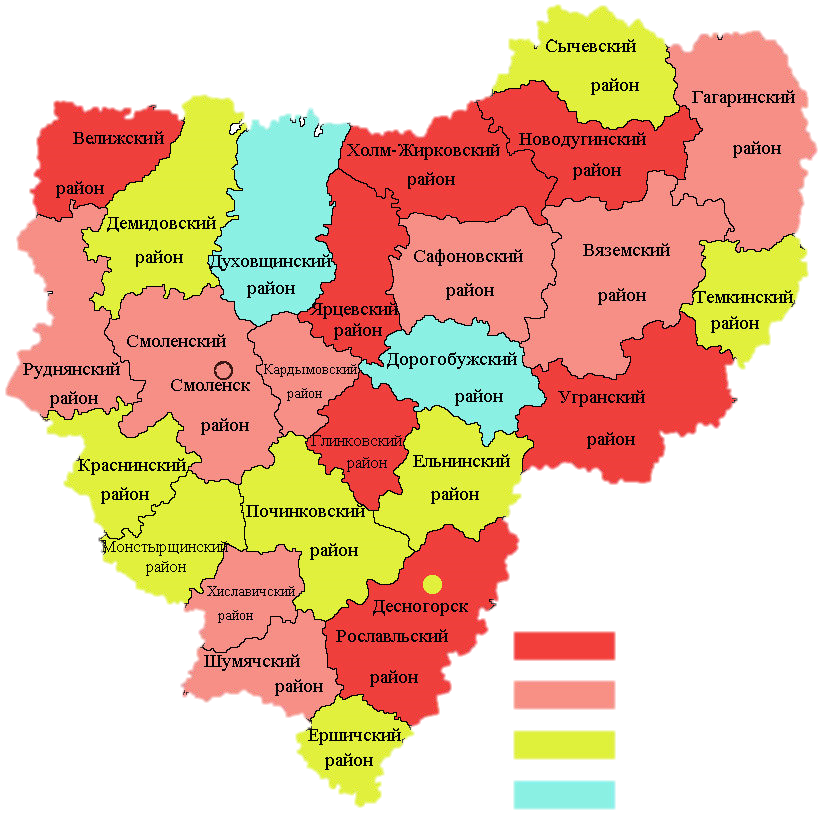 Сычевский
район
Гагаринский
район
Велижский
район
Холм-Жирковский
район
Новодугинский
район
Демидовский
район
Духовщинский
район
Сафоновский
район
Вяземский
район
Темкинский
район
Ярцевский
район
Смоленский
Смоленск
район
Руднянский
район
Кардымовский
район
Дорогобужский
район
Угранский
район
Глинковский
район
Ельнинский
район
Краснинский
район
Починковский
район
Монстырщинский
район
Хиславичский
район
Десногорск
Рославльский
район
Шумячский
район
Ершичский
район